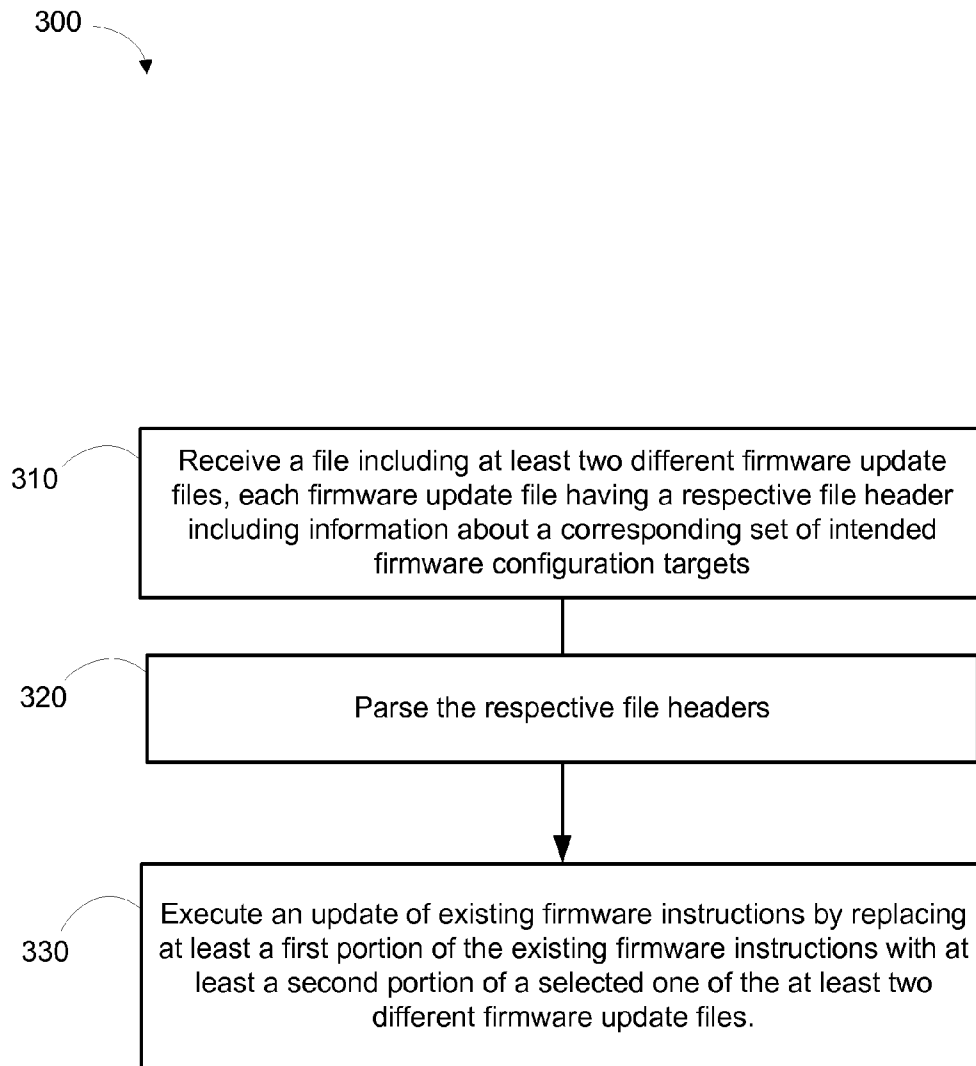 300
310
Receive a file including at least two different firmware update
files, each firmware update file having a respective file header
including information about a corresponding set of intended
firmware configuration targets
320
Parse the respective file headers
330
Execute an update of existing firmware instructions by replacing
at least a first portion of the existing firmware instructions with at
least a second portion of a selected one of the at least two
different firmware update files.